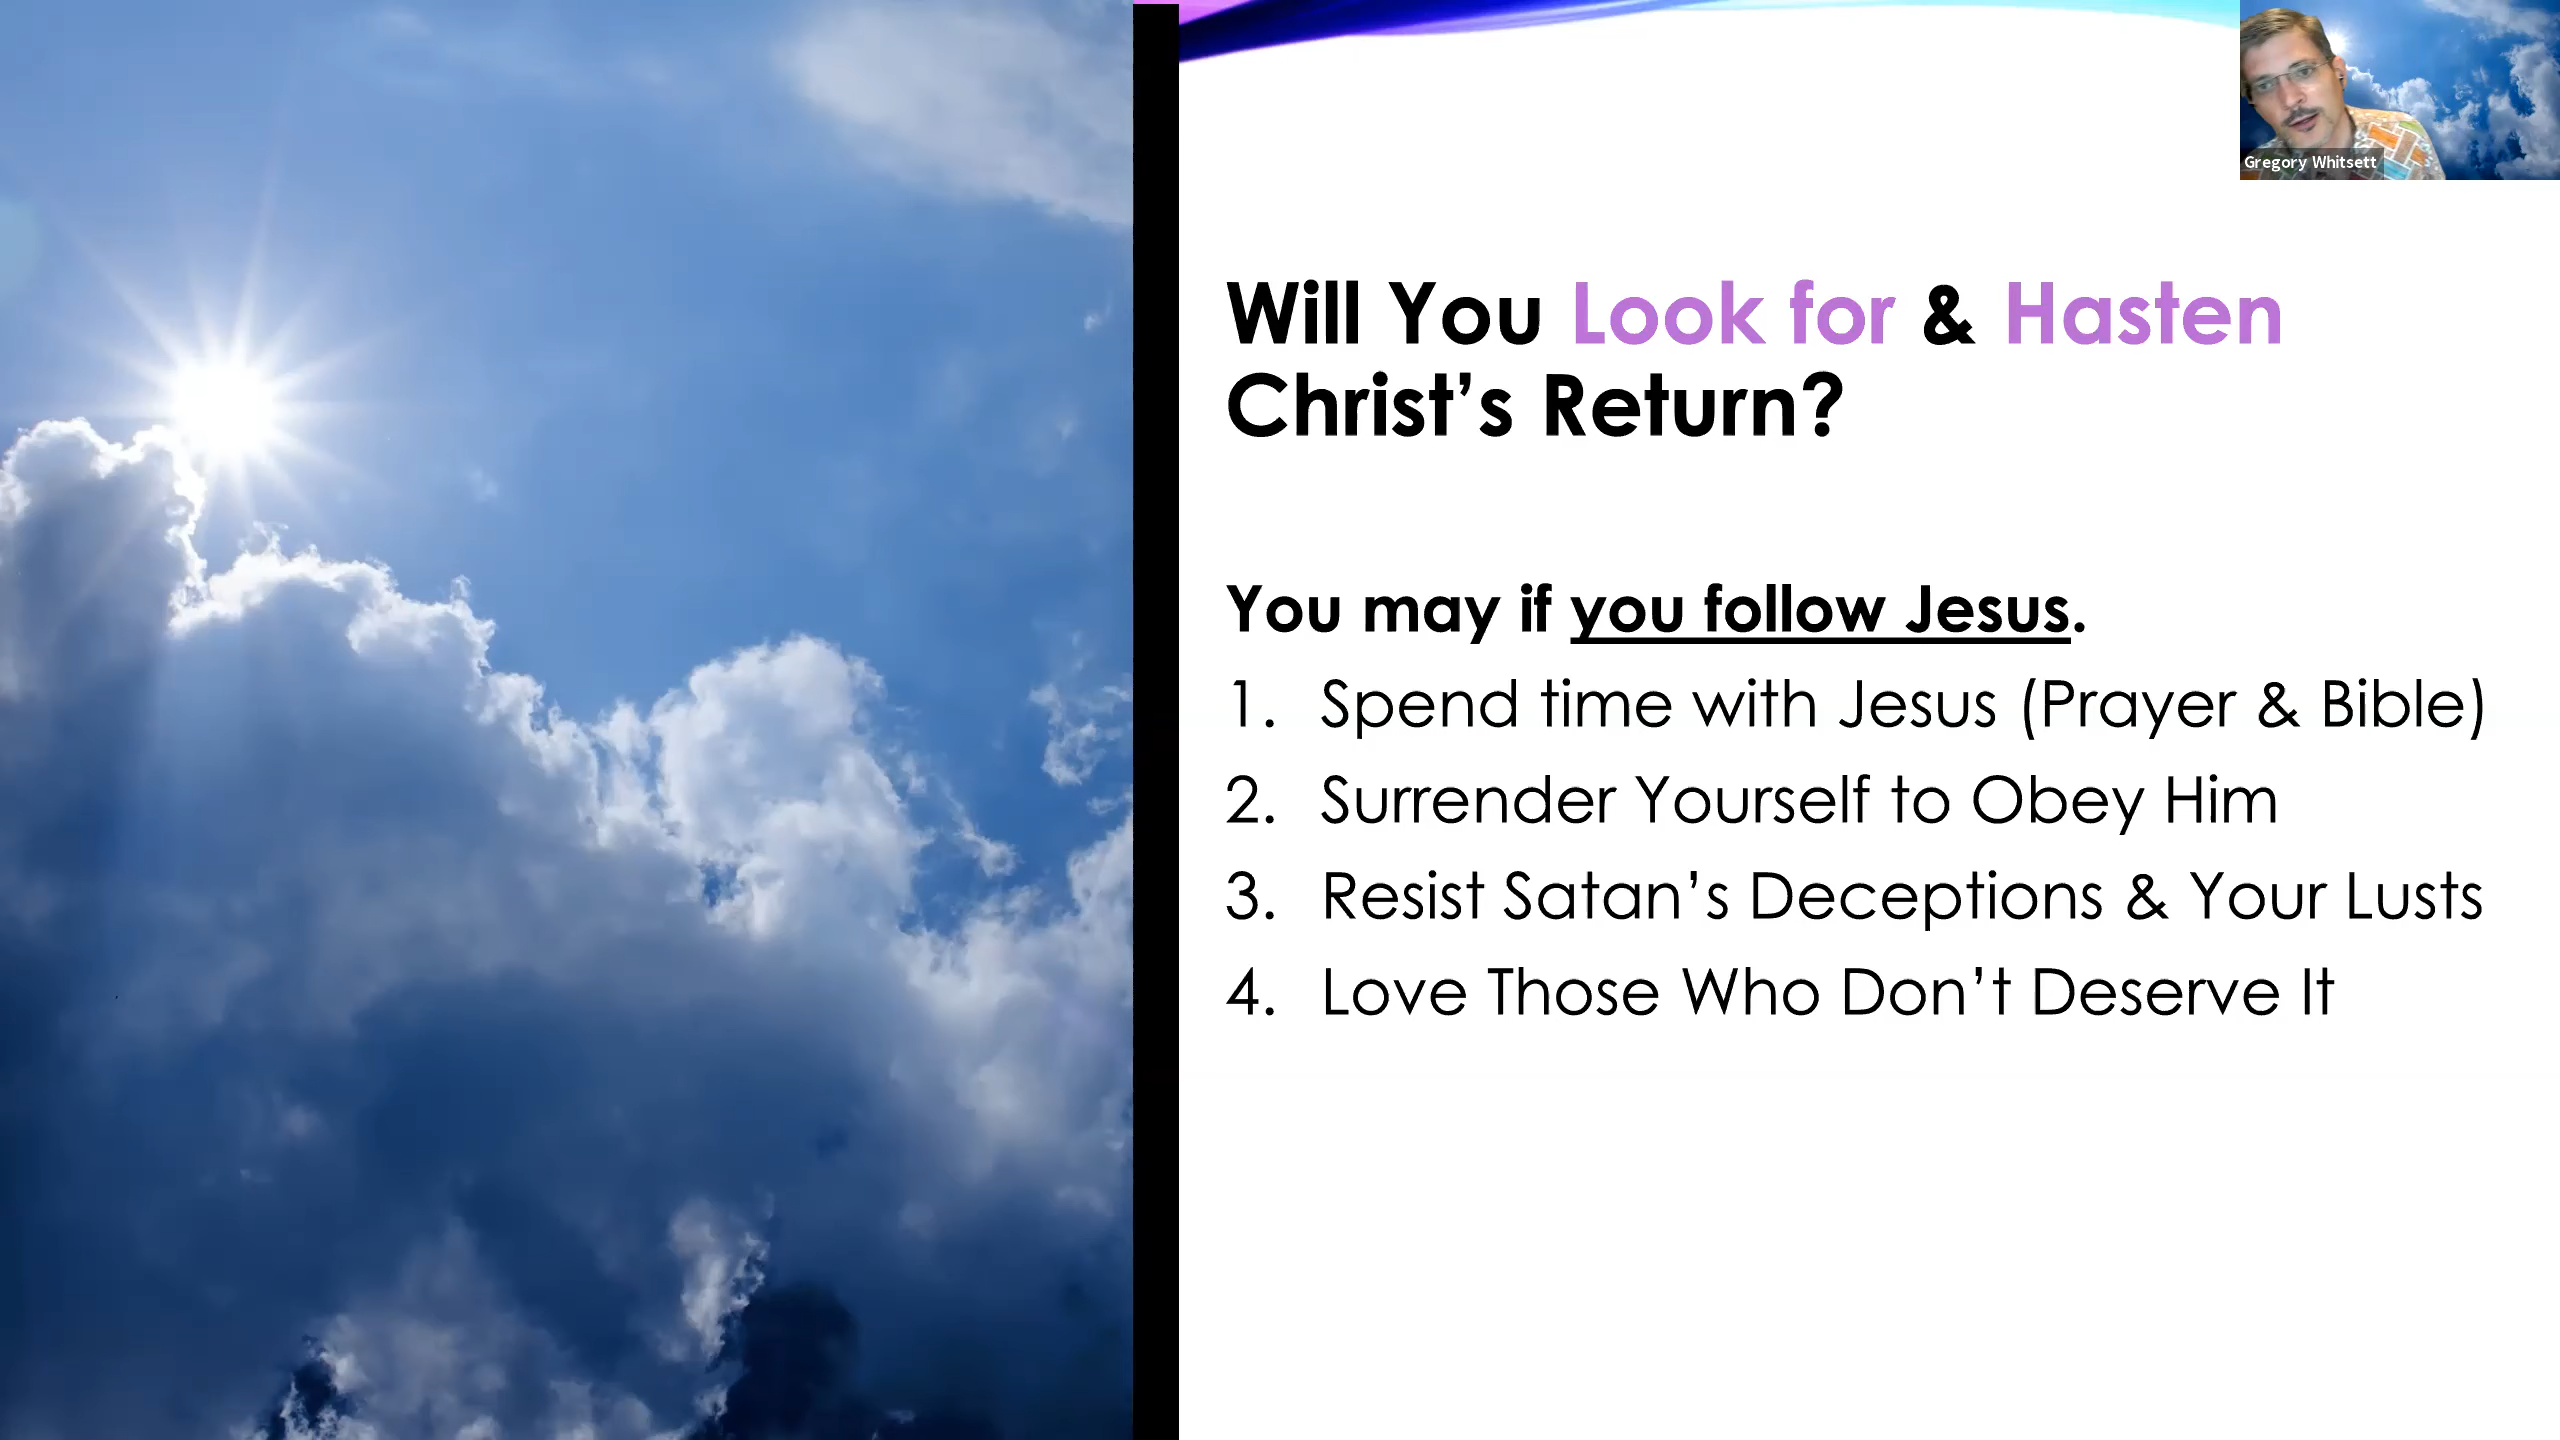 Gregory Whitsett
Will You Look for & Hasten
Christ’s Return?
You may if you follow Jesus.
1. Spend time with Jesus (Prayer & Bible)
2. Surrender Yourself to Obey Him
3. Resist Satan’s Deceptions & Your Lusts
4. Love Those Who Don’t Deserve It